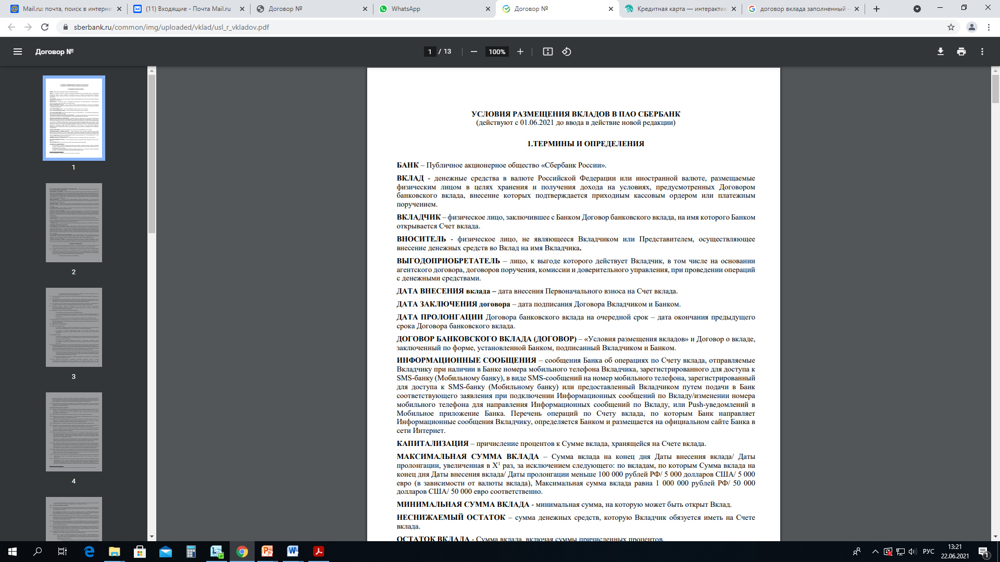 Mail.ru: почта, поиск в интерне
(11) Входящие - Почта Mail.ru
Договор №
WhatsApp
Договор №
Кредитная карта — интерактив
договор вклада заполненный -
sberbank.ru/common/img/uploaded/vklad/usl_r_vkladov.pdf
Договор №
1 / 13
100%
1
2
3
4
УСЛОВИЯ РАЗМЕЩЕНИЯ ВКЛАДОВ В ПАО СБЕРБАНК
(действуют с 01.06.2021 до ввода в действие новой редакции)
1.ТЕРМИНЫ И ОПРЕДЕЛЕНИЯ
БАНК – Публичное акционерное общество «Сбербанк России».
ВКЛАД - денежные средства в валюте Российской Федерации или иностранной валюте, размещаемые
физическим лицом в целях хранения и получения дохода на условиях, предусмотренных Договором
банковского вклада, внесение которых подтверждается приходным кассовым ордером или платежным
поручением.
ВКЛАДЧИК – физическое лицо, заключившее с Банком Договор банковского вклада, на имя которого Банком
открывается Счет вклада.
ВНОСИТЕЛЬ - физическое лицо, не являющееся Вкладчиком или Представителем, осуществляющее
внесение денежных средств во Вклад на имя Вкладчика.
ВЫГОДОПРИОБРЕТАТЕЛЬ – лицо, к выгоде которого действует Вкладчик, в том числе на основании
агентского договора, договоров поручения, комиссии и доверительного управления, при проведении операций
с денежными средствами.
ДАТА ВНЕСЕНИЯ вклада – дата внесения Первоначального взноса на Счет вклада.
ДАТА ЗАКЛЮЧЕНИЯ договора – дата подписания Договора Вкладчиком и Банком.
ДАТА ПРОЛОНГАЦИИ Договора банковского вклада на очередной срок – дата окончания предыдущего
срока Договора банковского вклада.
ДОГОВОР БАНКОВСКОГО ВКЛАДА (ДОГОВОР) – «Условия размещения вкладов» и Договор о вкладе,
заключенный по форме, установленной Банком, подписанный Вкладчиком и Банком.
ИНФОРМАЦИОННЫЕ СООБЩЕНИЯ – сообщения Банка об операциях по Счету вклада, отправляемые
Вкладчику при наличии в Банке номера мобильного телефона Вкладчика, зарегистрированного для доступа к
SMS-банку (Мобильному банку), в виде SMS-сообщений на номер мобильного телефона, зарегистрированный
для доступа к SMS-банку (Мобильному банку) или предоставленный Вкладчиком путем подачи в Банк
соответствующего заявления при подключении Информационных сообщений по Вкладу/изменении номера
мобильного телефона для направления Информационных сообщений по Вкладу, или Push-уведомлений в
Мобильное приложение Банка. Перечень операций по Счету вклада, по которым Банк направляет
Информационные сообщения Вкладчику, определяется Банком и размещается на официальном сайте Банка в
сети Интернет.
КАПИТАЛИЗАЦИЯ – причисление процентов к Сумме вклада, хранящейся на Счете вклада.
МАКСИМАЛЬНАЯ СУММА ВКЛАДА – Сумма вклада на конец дня Даты внесения вклада/ Даты
пролонгации, увеличенная в X¹ раз, за исключением следующего: по вкладам, по которым Сумма вклада на
конец дня Даты внесения вклада/ Даты пролонгации меньше 100 000 рублей РФ/ 5 000 долларов США/ 5 000
евро (в зависимости от валюты вклада), Максимальная сумма вклада равна 1 000 000 рублей РФ/ 50 000
долларов США/ 50 000 евро соответственно.
МИНИМАЛЬНАЯ СУММА ВКЛАДА - минимальная сумма, на которую может быть открыт Вклад.
НЕСНИЖАЕМЫЙ ОСТАТОК – сумма денежных средств, которую Вкладчик обязуется иметь на Счете
вклада.
ОСТАТОК ВКЛАДА - Сумма вклада, включая суммы причисленных процентов.
РУС
13:21
22.06.2021
1